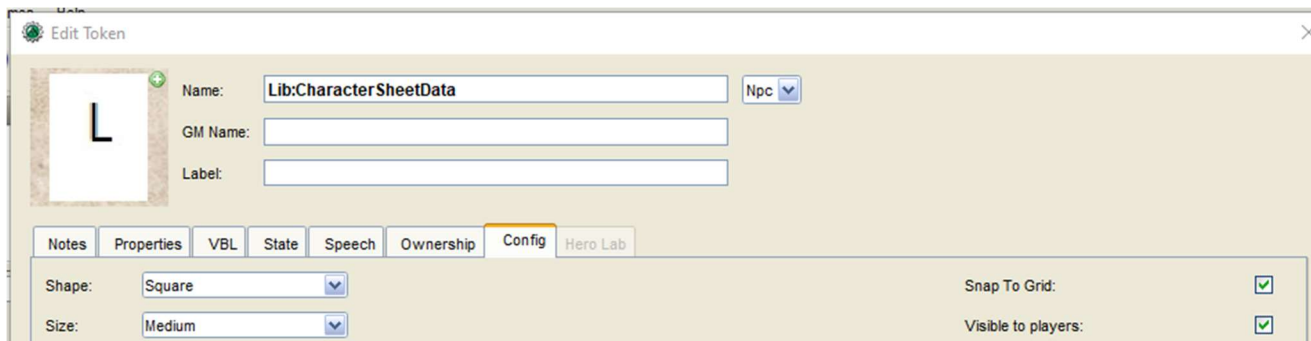 Help
Edit Token
L
Name: Lib:CharacterSheetData Npc
GM Name:
Label:
Notes Properties VBL State Speech Ownership Config Hero Lab
Shape: Square Snap To Grid:
Size: Medium Visible to players: